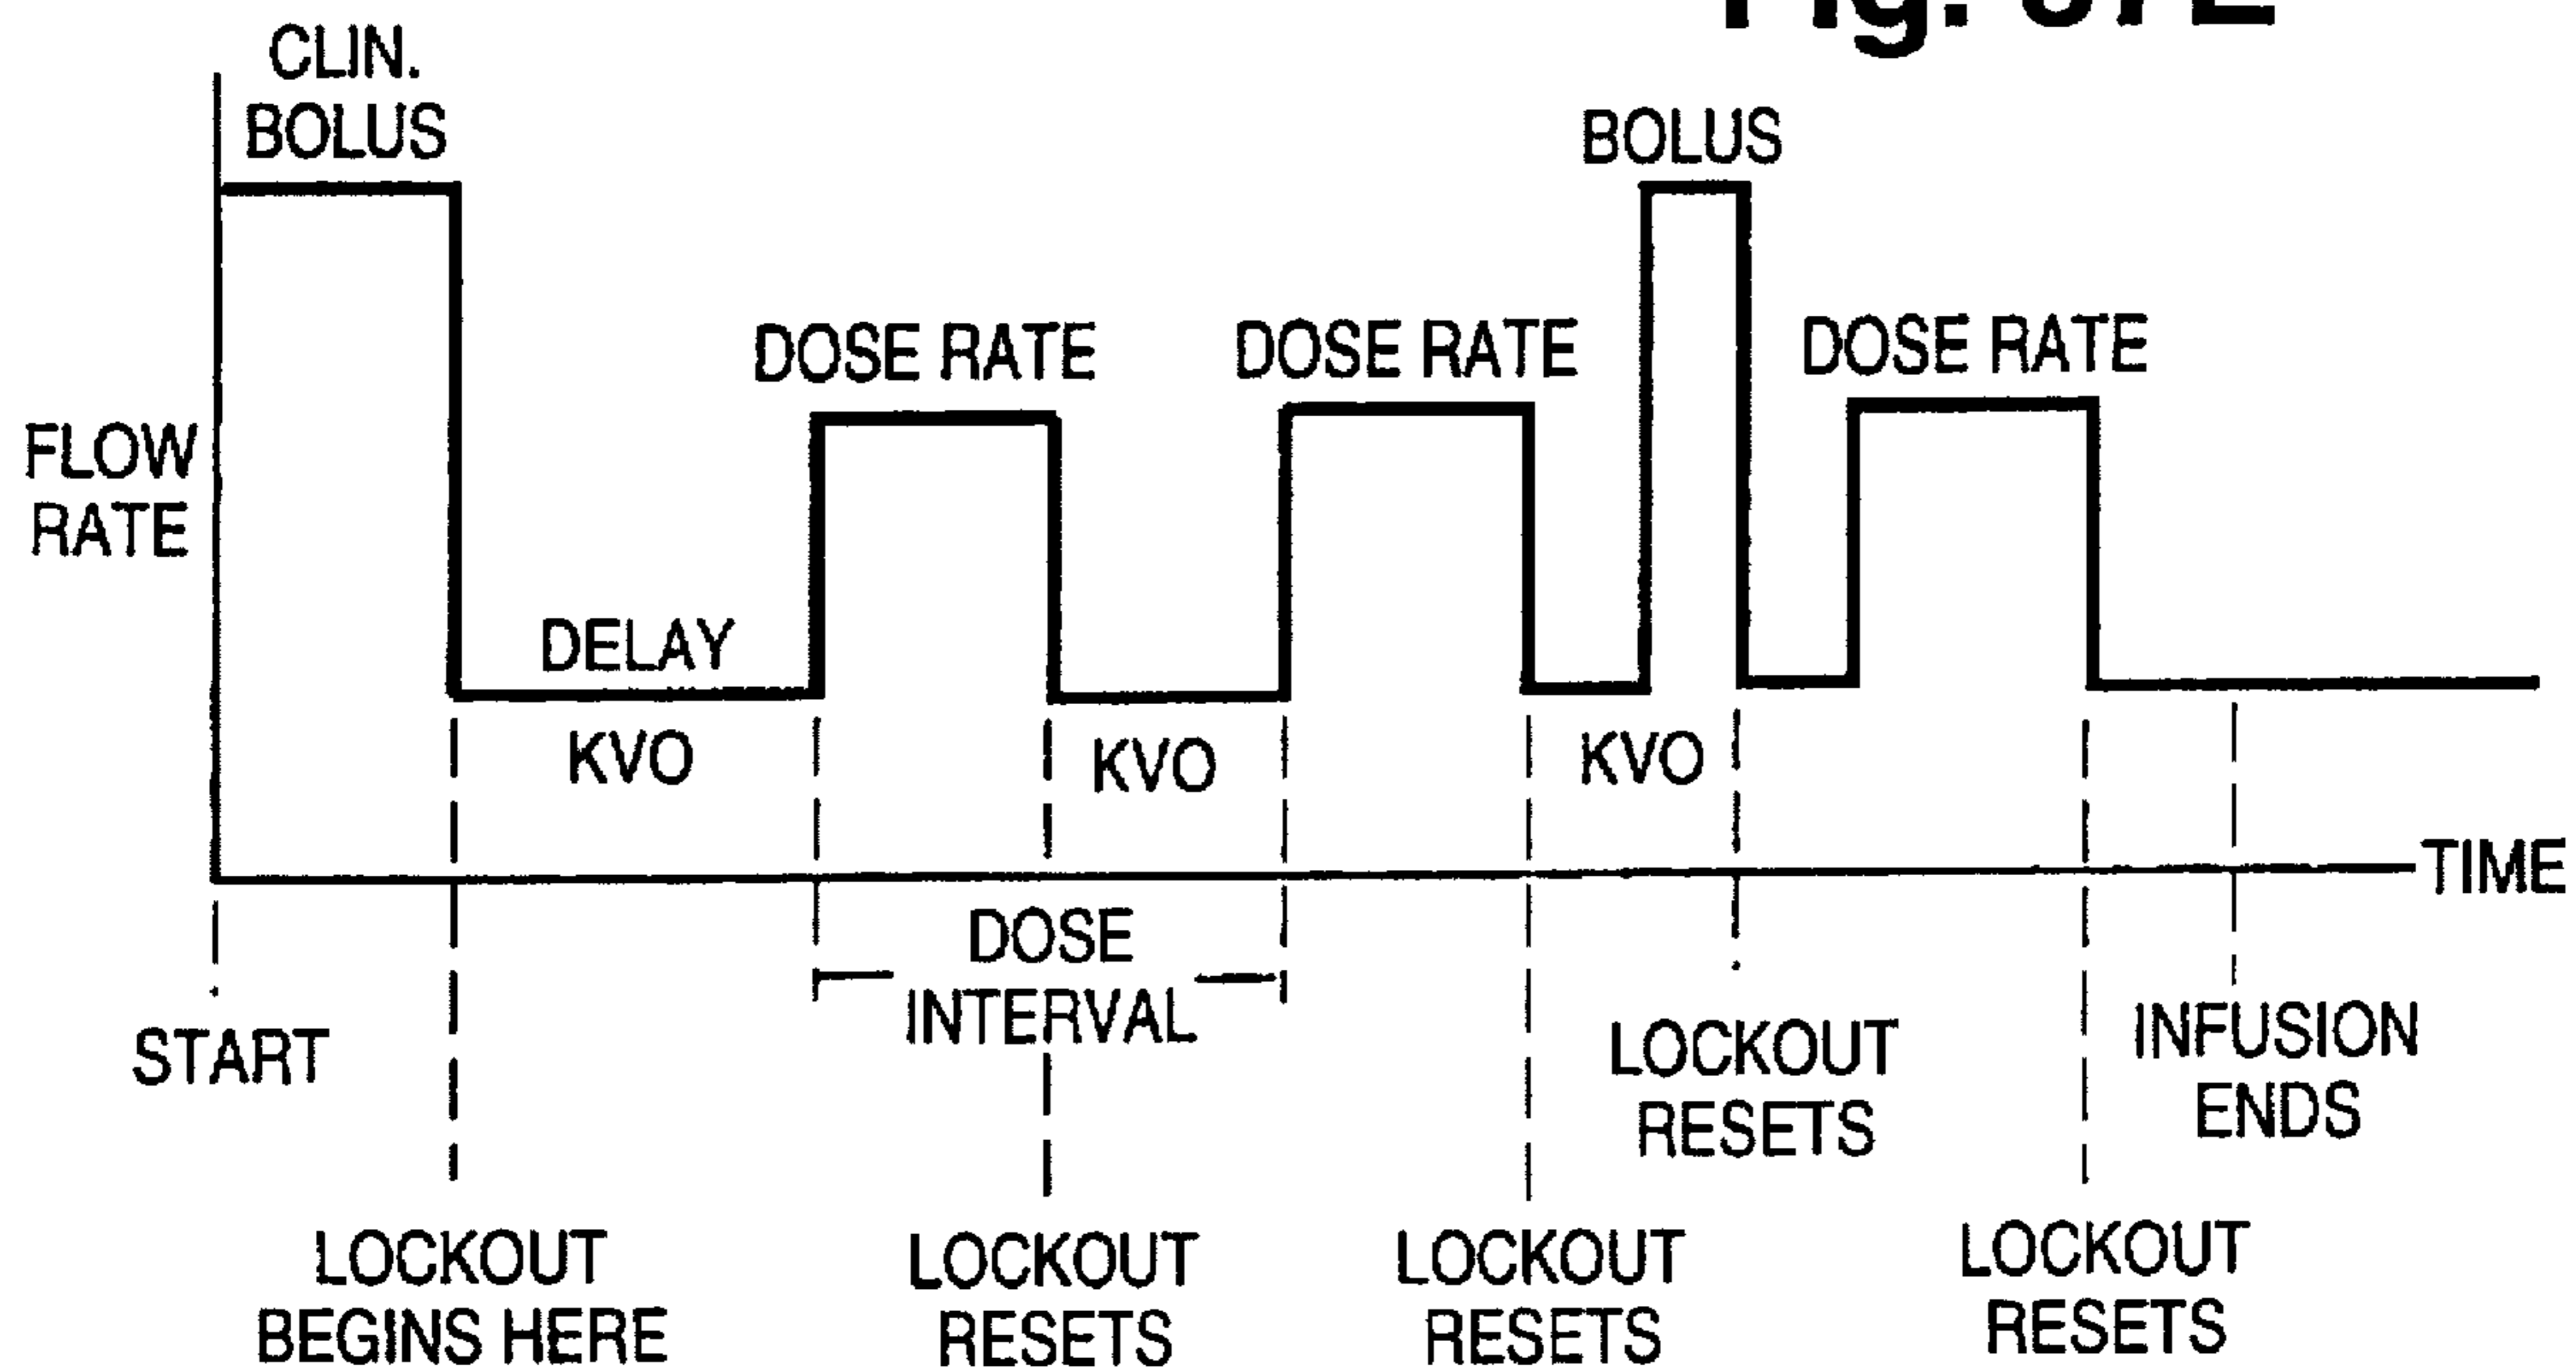 CLIN.
BOLUS
BOLUS
DOSE RATE
DOSE RATE
DOSE RATE
FLOW
RATE
DELAY
KVO
KVO
KVO
TIME
DOSE
INTERVAL
START
LOCKOUT
RESETS
INFUSION
ENDS
LOCKOUT
BEGINS HERE
LOCKOUT
RESETS
LOCKOUT
RESETS
LOCKOUT
RESETS